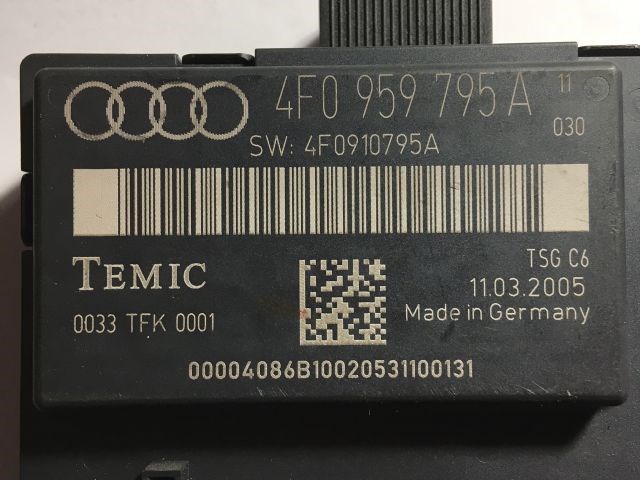 4F0 959 795 A 11
030
SW: 4F0910795A
TEMIC
TSG C6
11.03.2005
0033 TFK 0001
Made in Germany
00004086B10020531100131